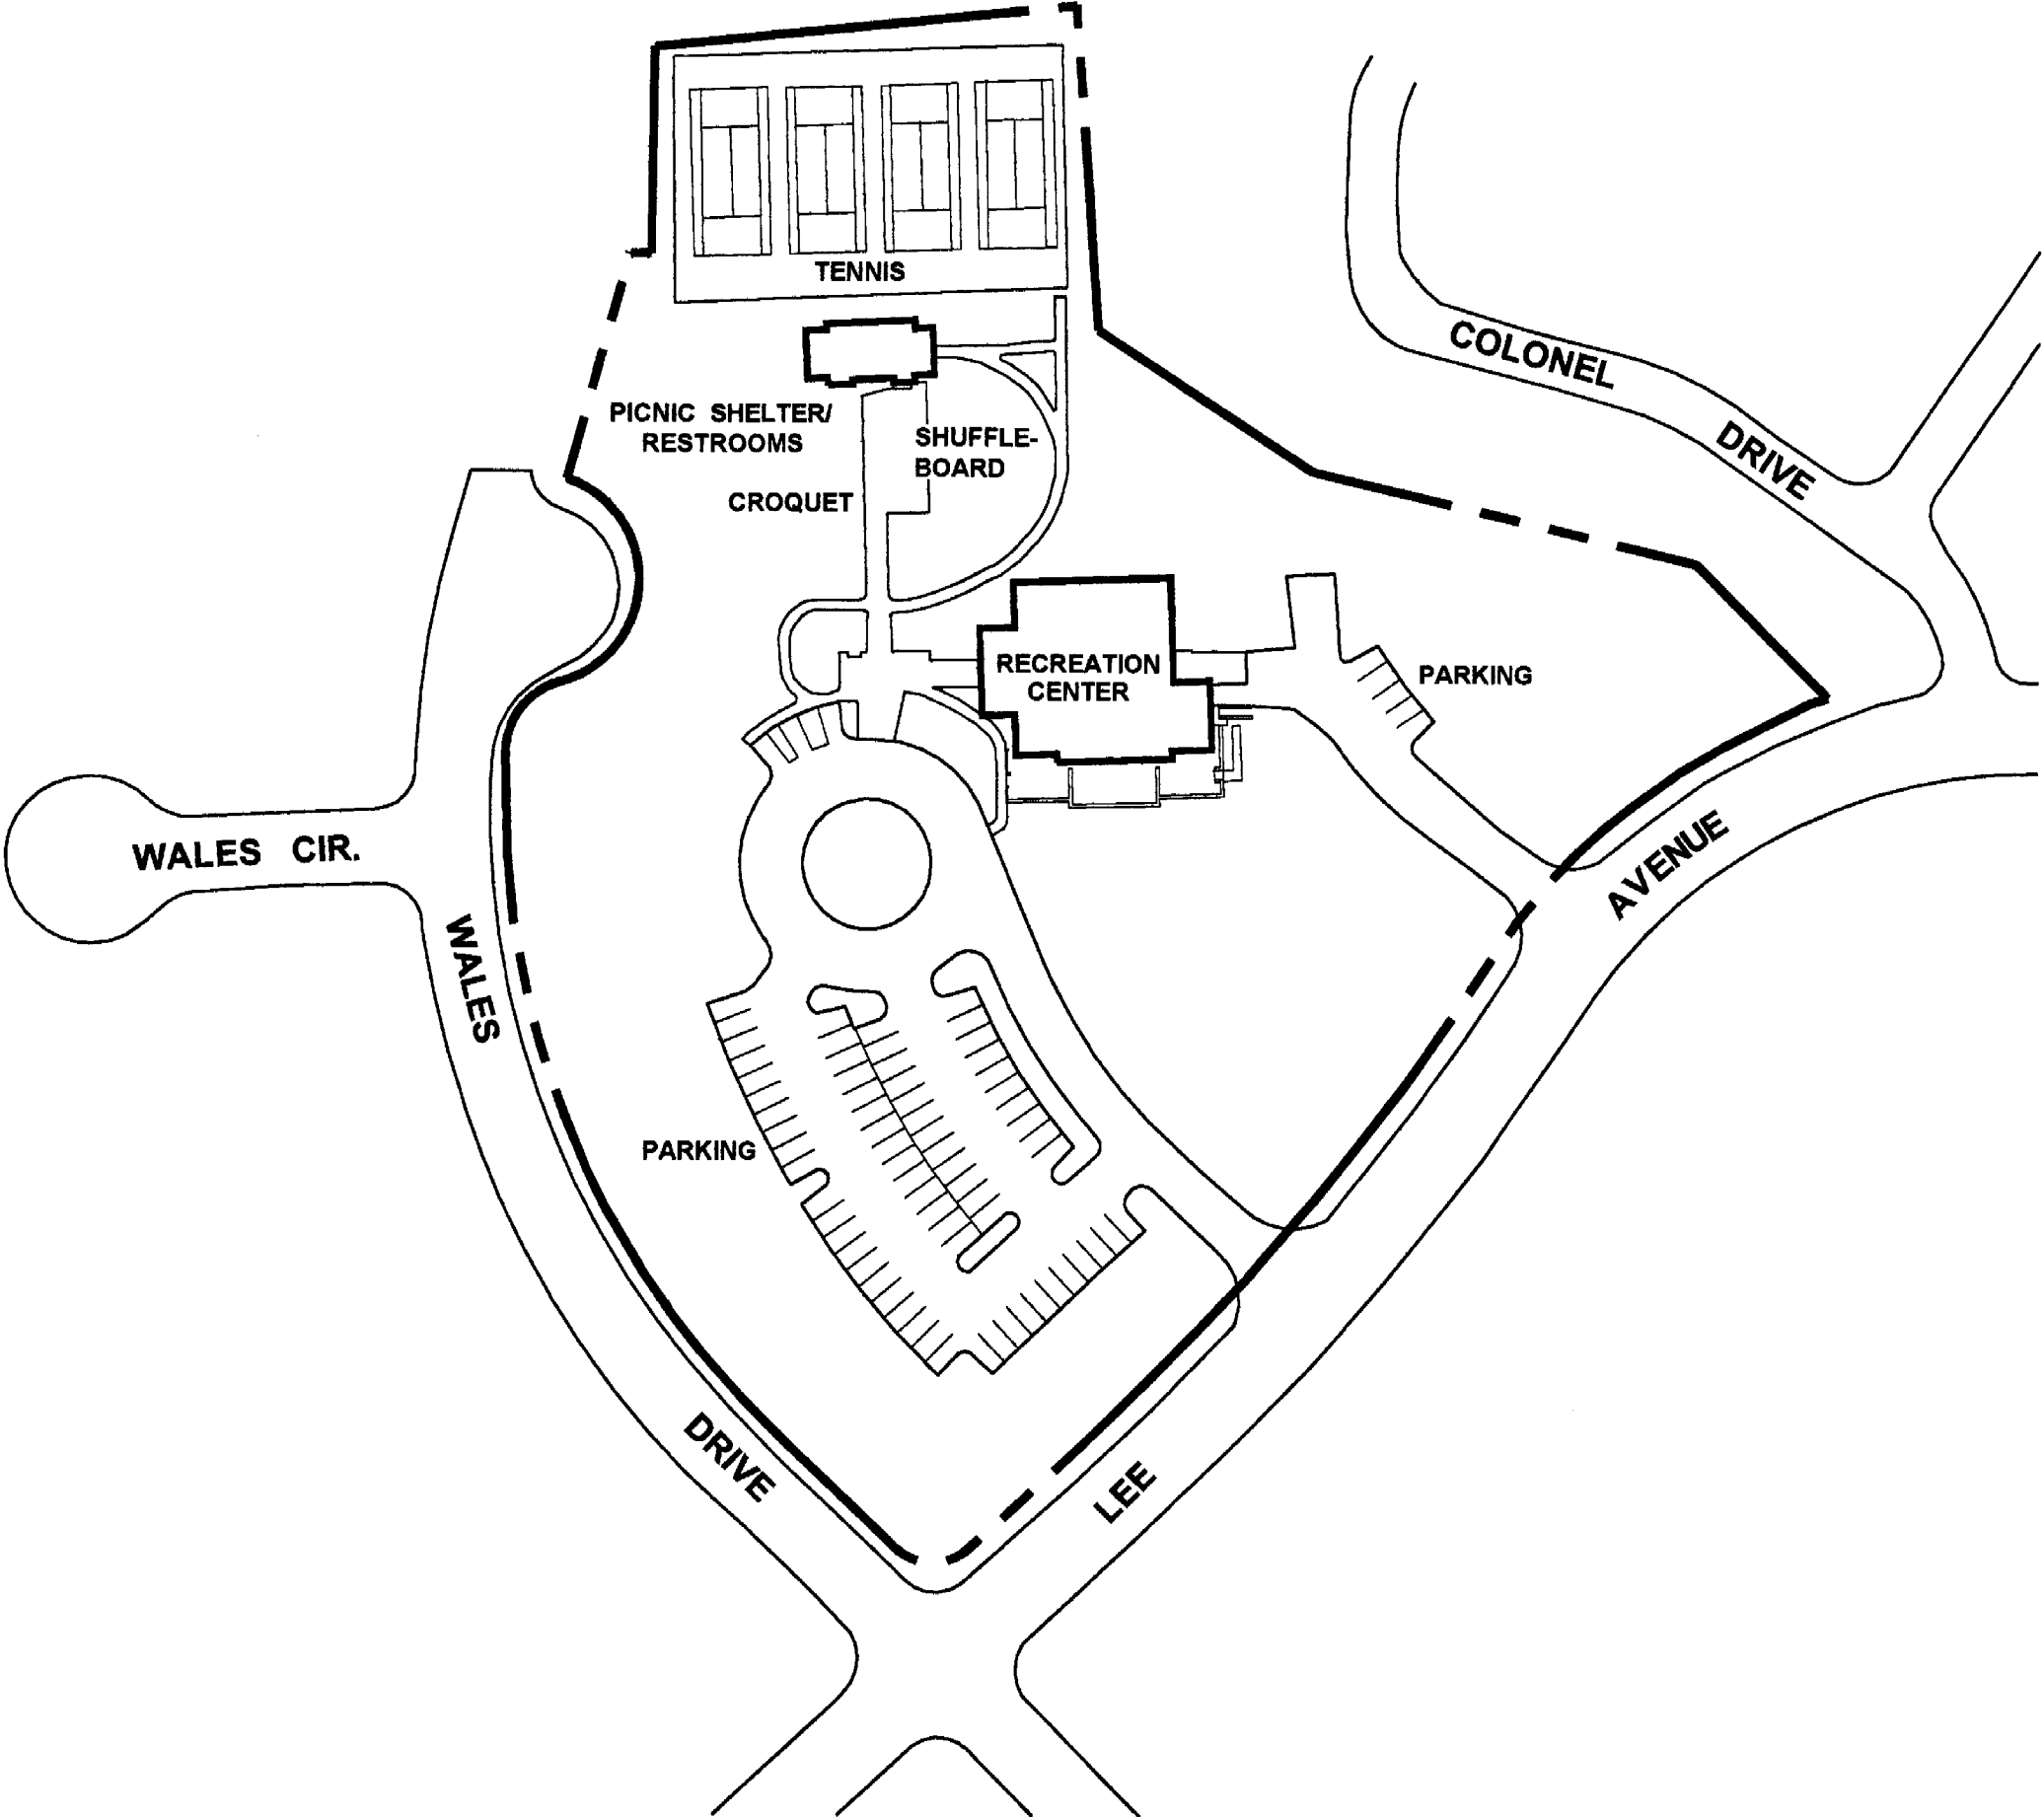 TENNIS
COLONEL
DRIVE
PICNIC SHELTER/
RESTROOMS
SHUFFLE-
BOARD
CROQUET
RECREATION
CENTER
PARKING
WALES CIR.
AVENUE
WALES
PARKING
DRIVE
LEE